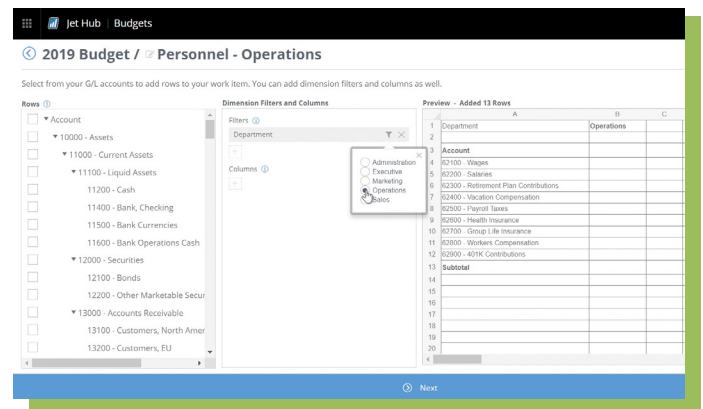 Jet Hub | Budgets
2019 Budget / Personnel - Operations
Select from your G/L accounts to add rows to your work item. You can add dimension filters and columns as well.
Rows
Account
10000 - Assets
11000 - Current Assets
11100 - Liquid Assets
11200 - Cash
11400 - Bank, Checking
11500 - Bank Currencies
11600 - Bank Operations Cash
12000 - Securities
12100 - Bonds
12200 - Other Marketable Secur
13000 - Accounts Receivable
13100 - Customers, North Amer
13200 - Customers, EU
Dimension Filters and Columns
Filters
Department
+
Columns
+
Administration
Executive
Marketing
Operations
Sales
Preview - Added 13 Rows
A B C
1 Department Operations
2
3 Account
4 62100 - Wages
5 62200 - Salaries
6 62300 - Retirement Plan Contributions
7 62400 - Vacation Compensation
8 62500 - Payroll Taxes
9 62600 - Health Insurance
10 62700 - Group Life Insurance
11 62800 - Workers Compensation
12 62900 - 401K Contributions
13 Subtotal
14
15
16
17
18
19
20
Next